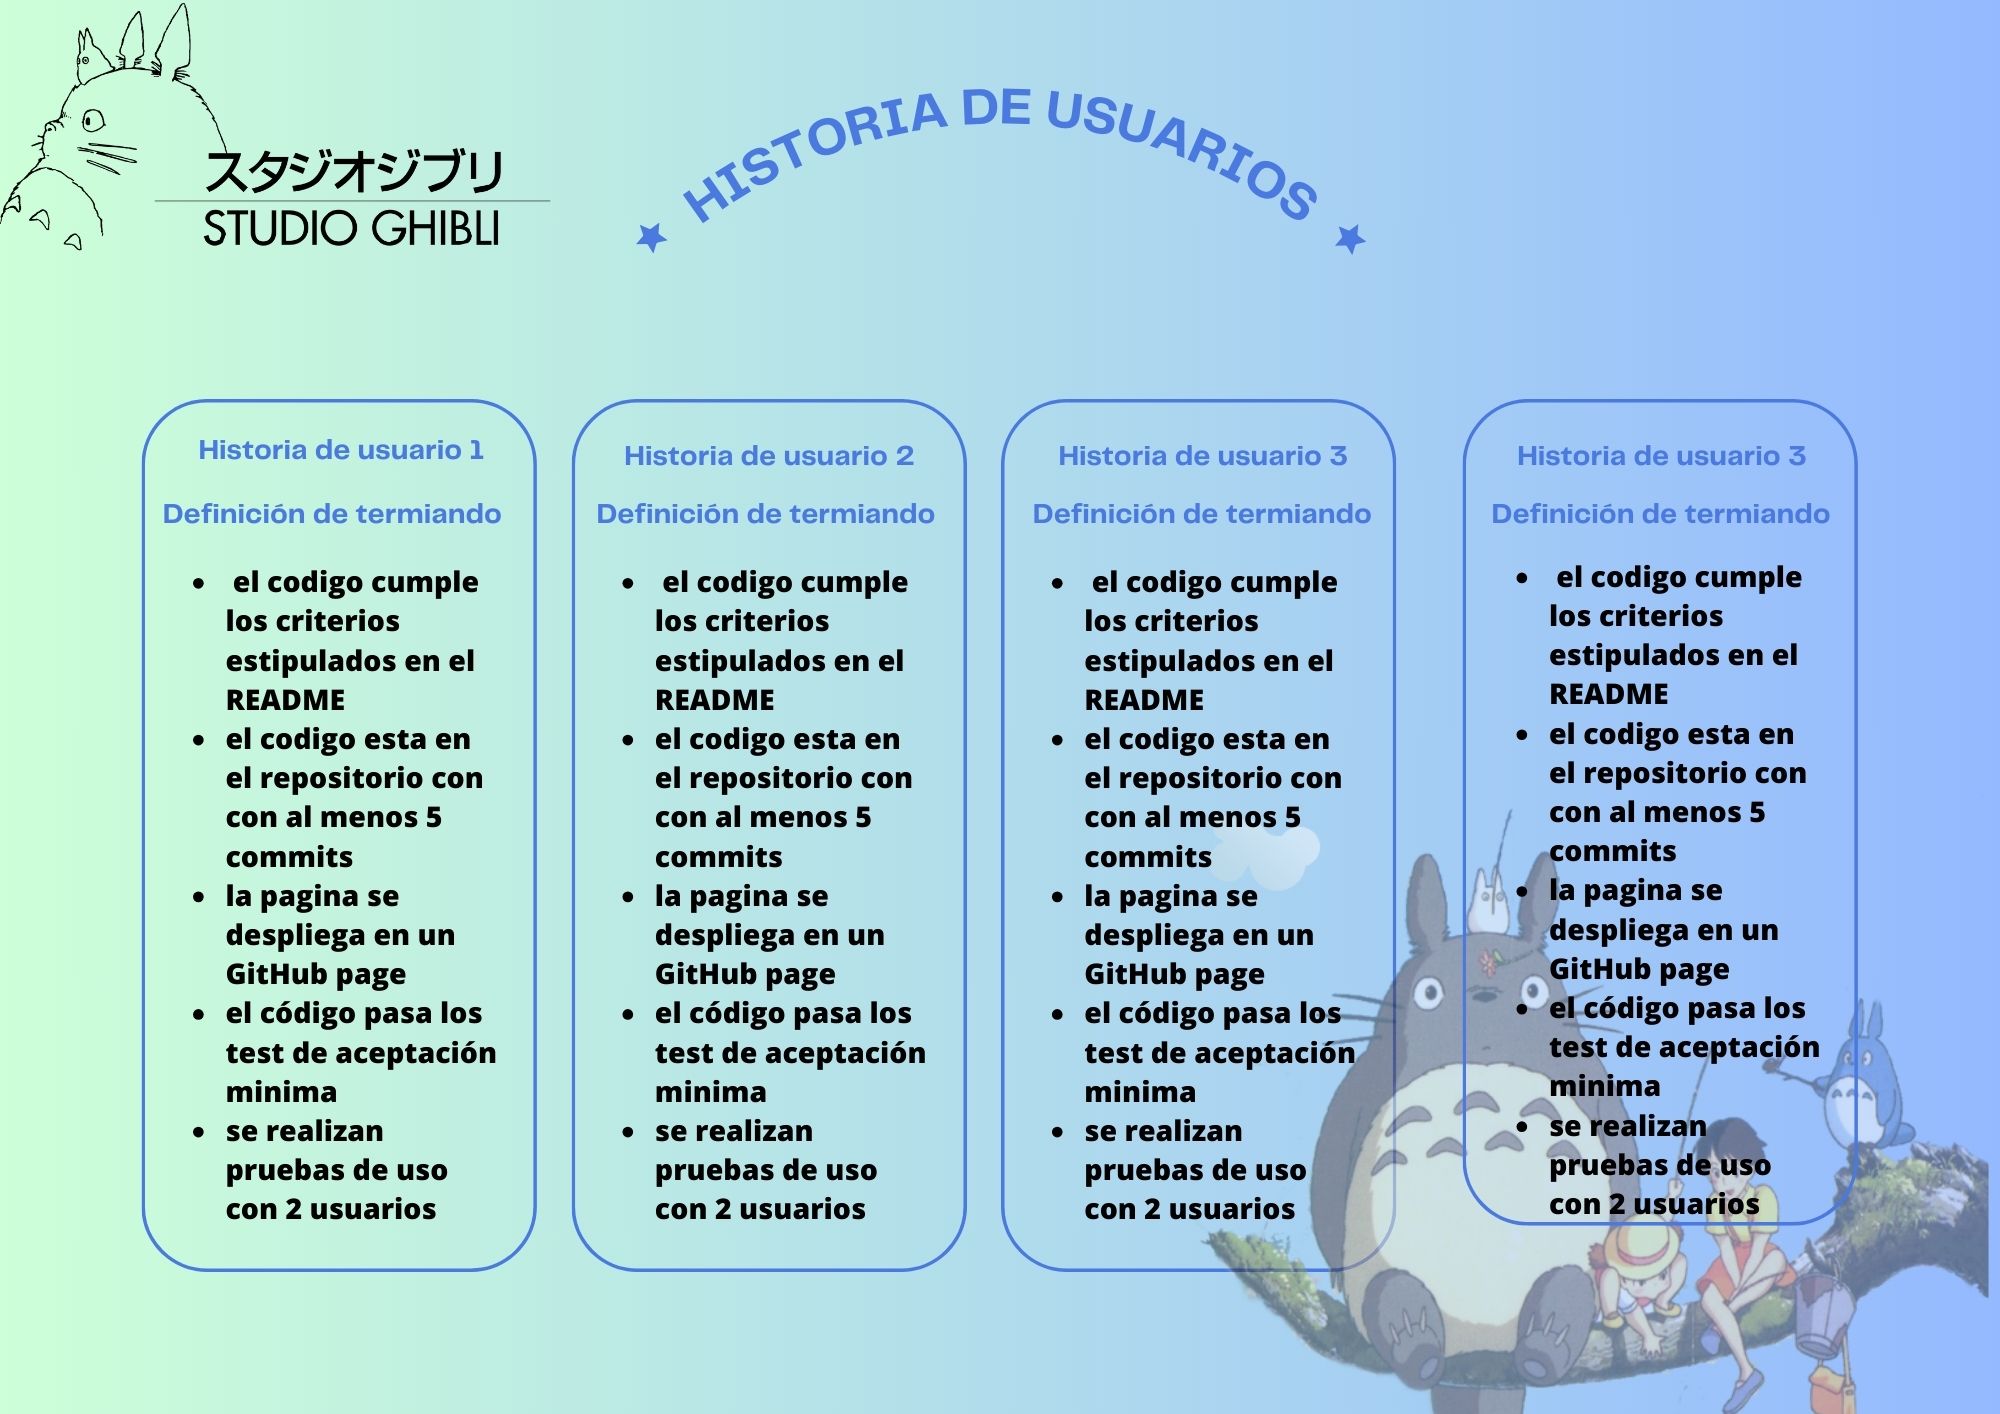 スタジオジブリ
STUDIO GHIBLI
HISTORIA DE USUARIOS
Historia de usuario 1
Definición de termiando
• el codigo cumple
los criterios
estipulados en el
README
• el codigo esta en
el repositorio con
con al menos 5
commits
• la pagina se
despliega en un
GitHub page
• el código pasa los
test de aceptación
minima
• se realizan
pruebas de uso
con 2 usuarios
Historia de usuario 2
Definición de termiando
• el codigo cumple
los criterios
estipulados en el
README
• el codigo esta en
el repositorio con
con al menos 5
commits
• la pagina se
despliega en un
GitHub page
• el código pasa los
test de aceptación
minima
• se realizan
pruebas de uso
con 2 usuarios
Historia de usuario 3
Definición de termiando
• el codigo cumple
los criterios
estipulados en el
README
• el codigo esta en
el repositorio con
con al menos 5
commits
• la pagina se
despliega en un
GitHub page
• el código pasa los
test de aceptación
minima
• se realizan
pruebas de uso
con 2 usuarios
Historia de usuario 3
Definición de termiando
• el codigo cumple
los criterios
estipulados en el
README
• el codigo esta en
el repositorio con
con al menos 5
commits
• la pagina se
despliega en un
GitHub page
• el código pasa los
test de aceptación
minima
• se realizan
pruebas de uso
con 2 usuarios